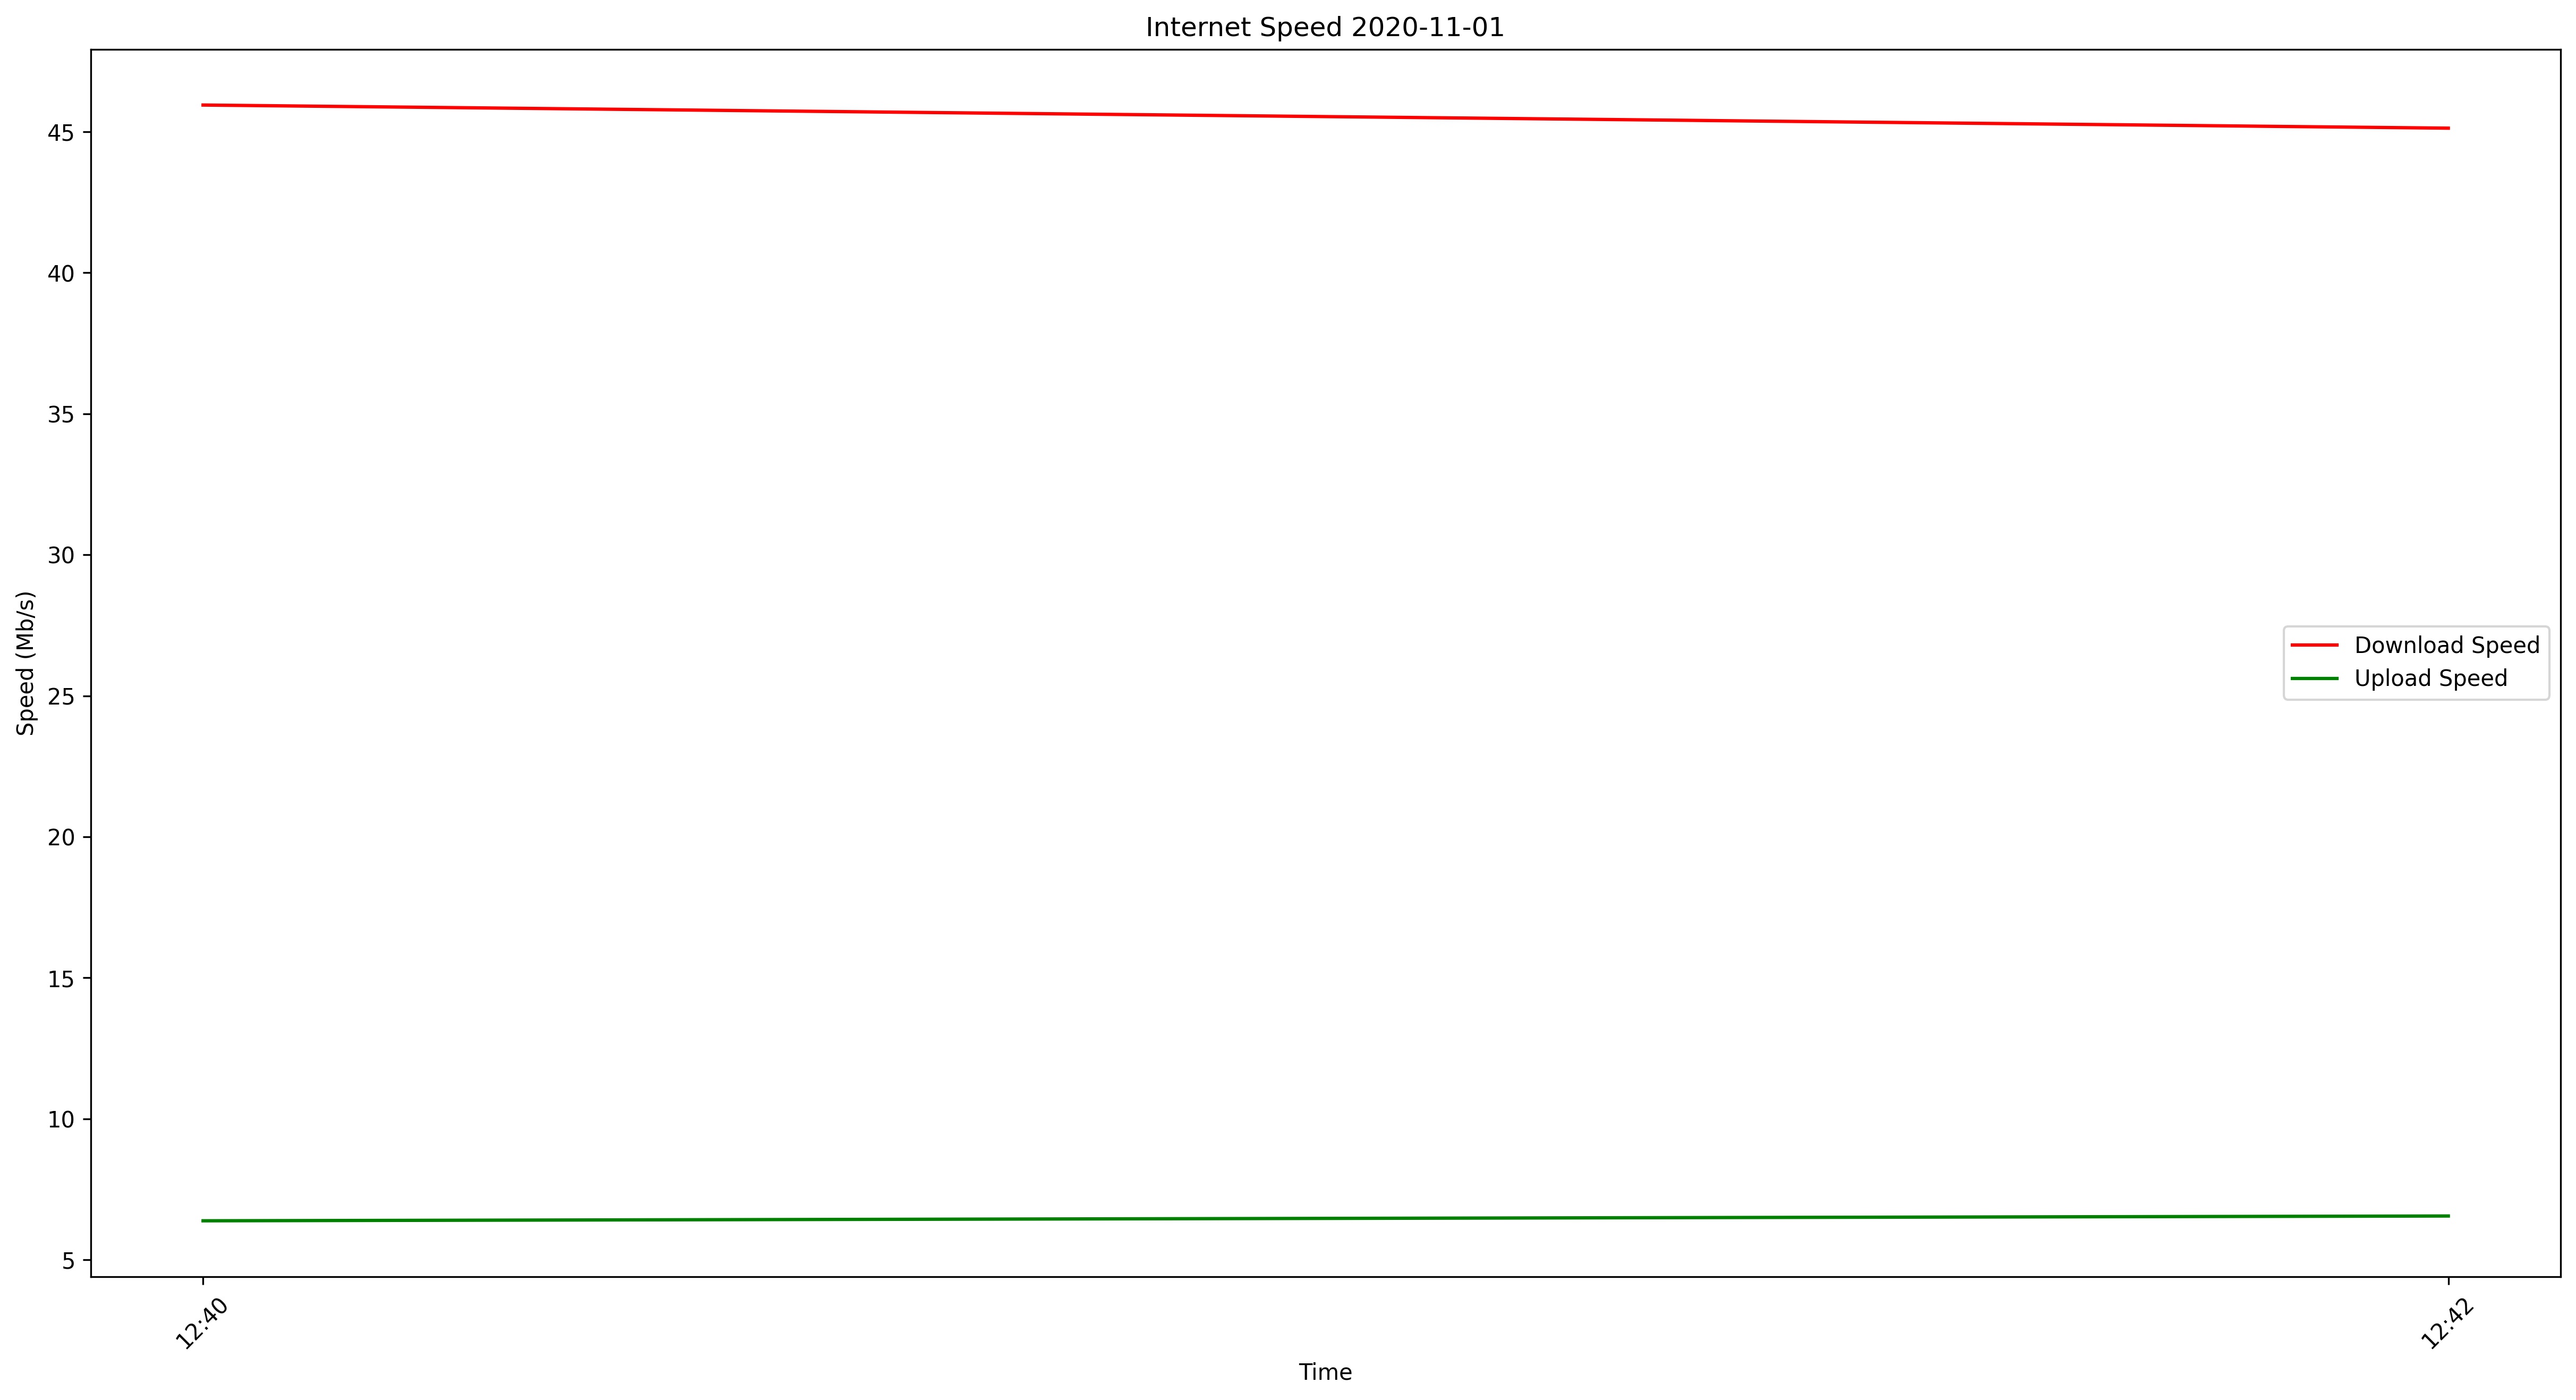 Internet Speed 2020-11-01
45
40
35
30
25
20
15
10
5
Speed (Mb/s)
Download Speed
Upload Speed
12:40
12:42
Time